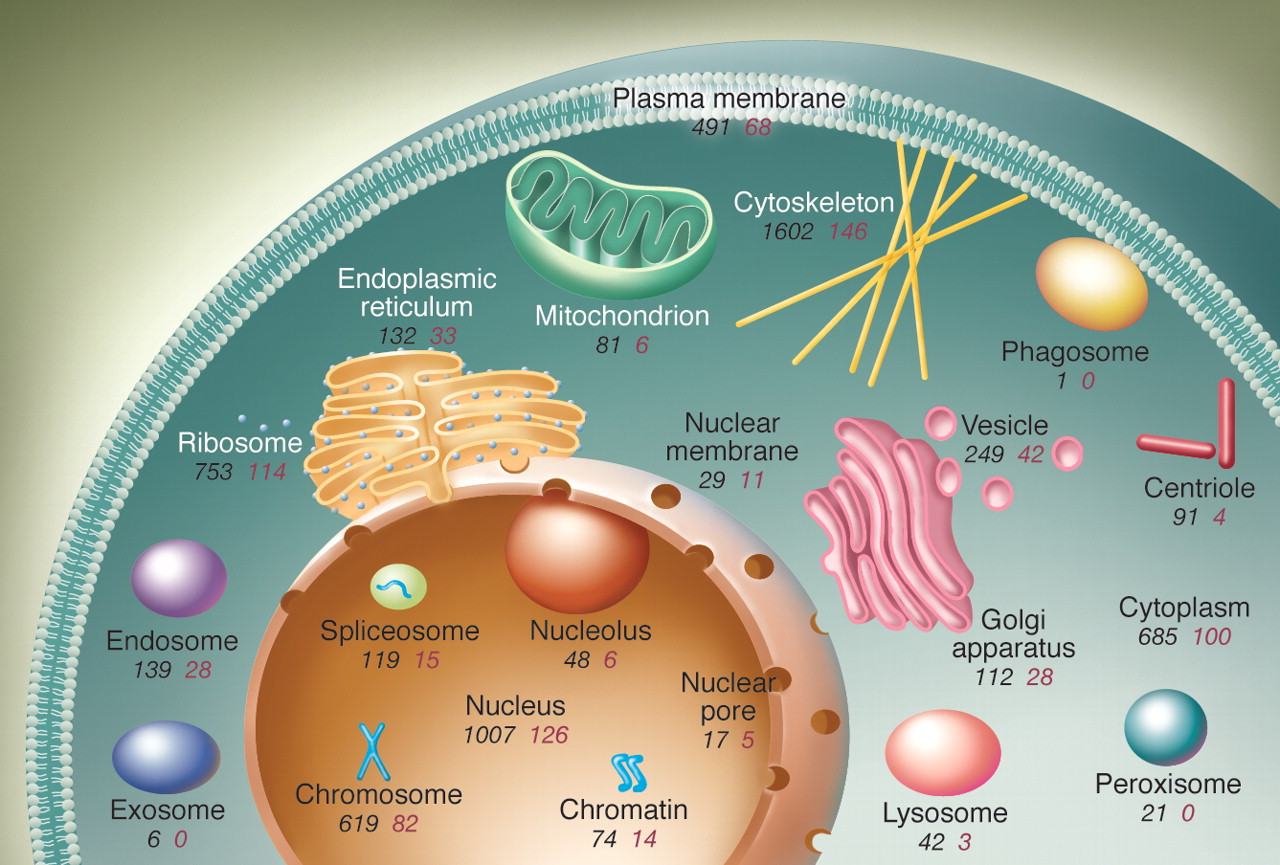 Plasma membrane
491 68
Cytoskeleton
1602 146
Endoplasmic
reticulum
132 33
Mitochondrion
81 6
Phagosome
1 0
Ribosome
753 114
Nuclear
membrane
29 11
Vesicle
249 42
Centriole
91 4
Endosome
139 28
Spliceosome
119 15
Nucleolus
48 6
Golgi
apparatus
112 28
Cytoplasm
685 100
Nucleus
1007 126
Nuclear
pore
17 5
Exosome
6 0
Chromosome
619 82
Chromatin
74 14
Lysosome
42 3
Peroxisome
21 0